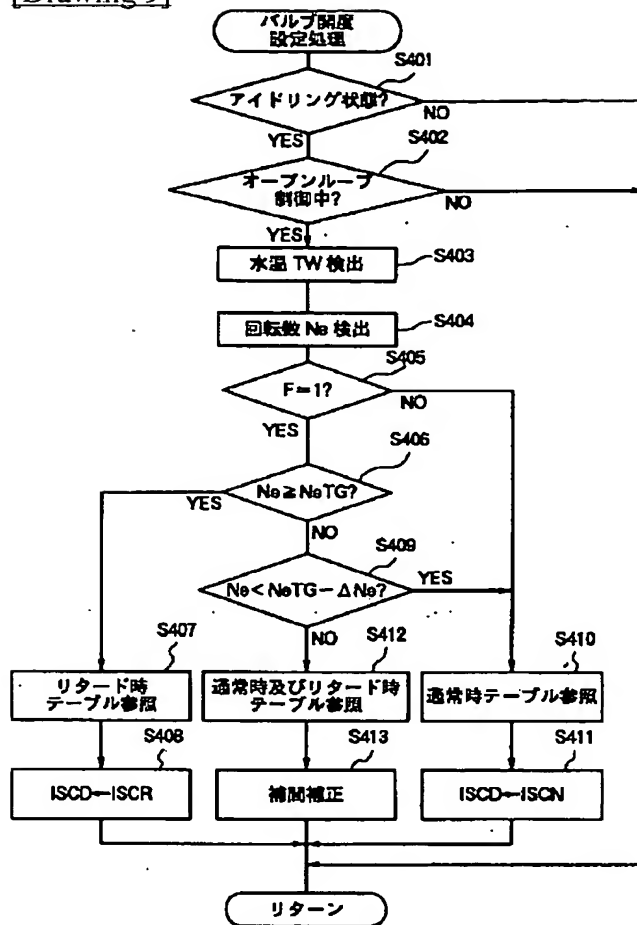 [Drawing 9]
バルブ開度
設定処理
S401
アイドリング状態?
NO
YES
S402
オープンループ
制御中?
NO
YES
水温 TW 検出
S403
回転数 Ne 検出
S404
S405
F=1?
NO
YES
S406
Ne≧NeTG?
YES
NO
S409
Ne<NeTG-ΔNe?
YES
NO
S407
リタード時
テーブル参照
S412
通常時及びリタード時
テーブル参照
S410
通常時テーブル参照
S408
ISCD←ISCR
S413
補間補正
S411
ISCD←ISCN
リターン